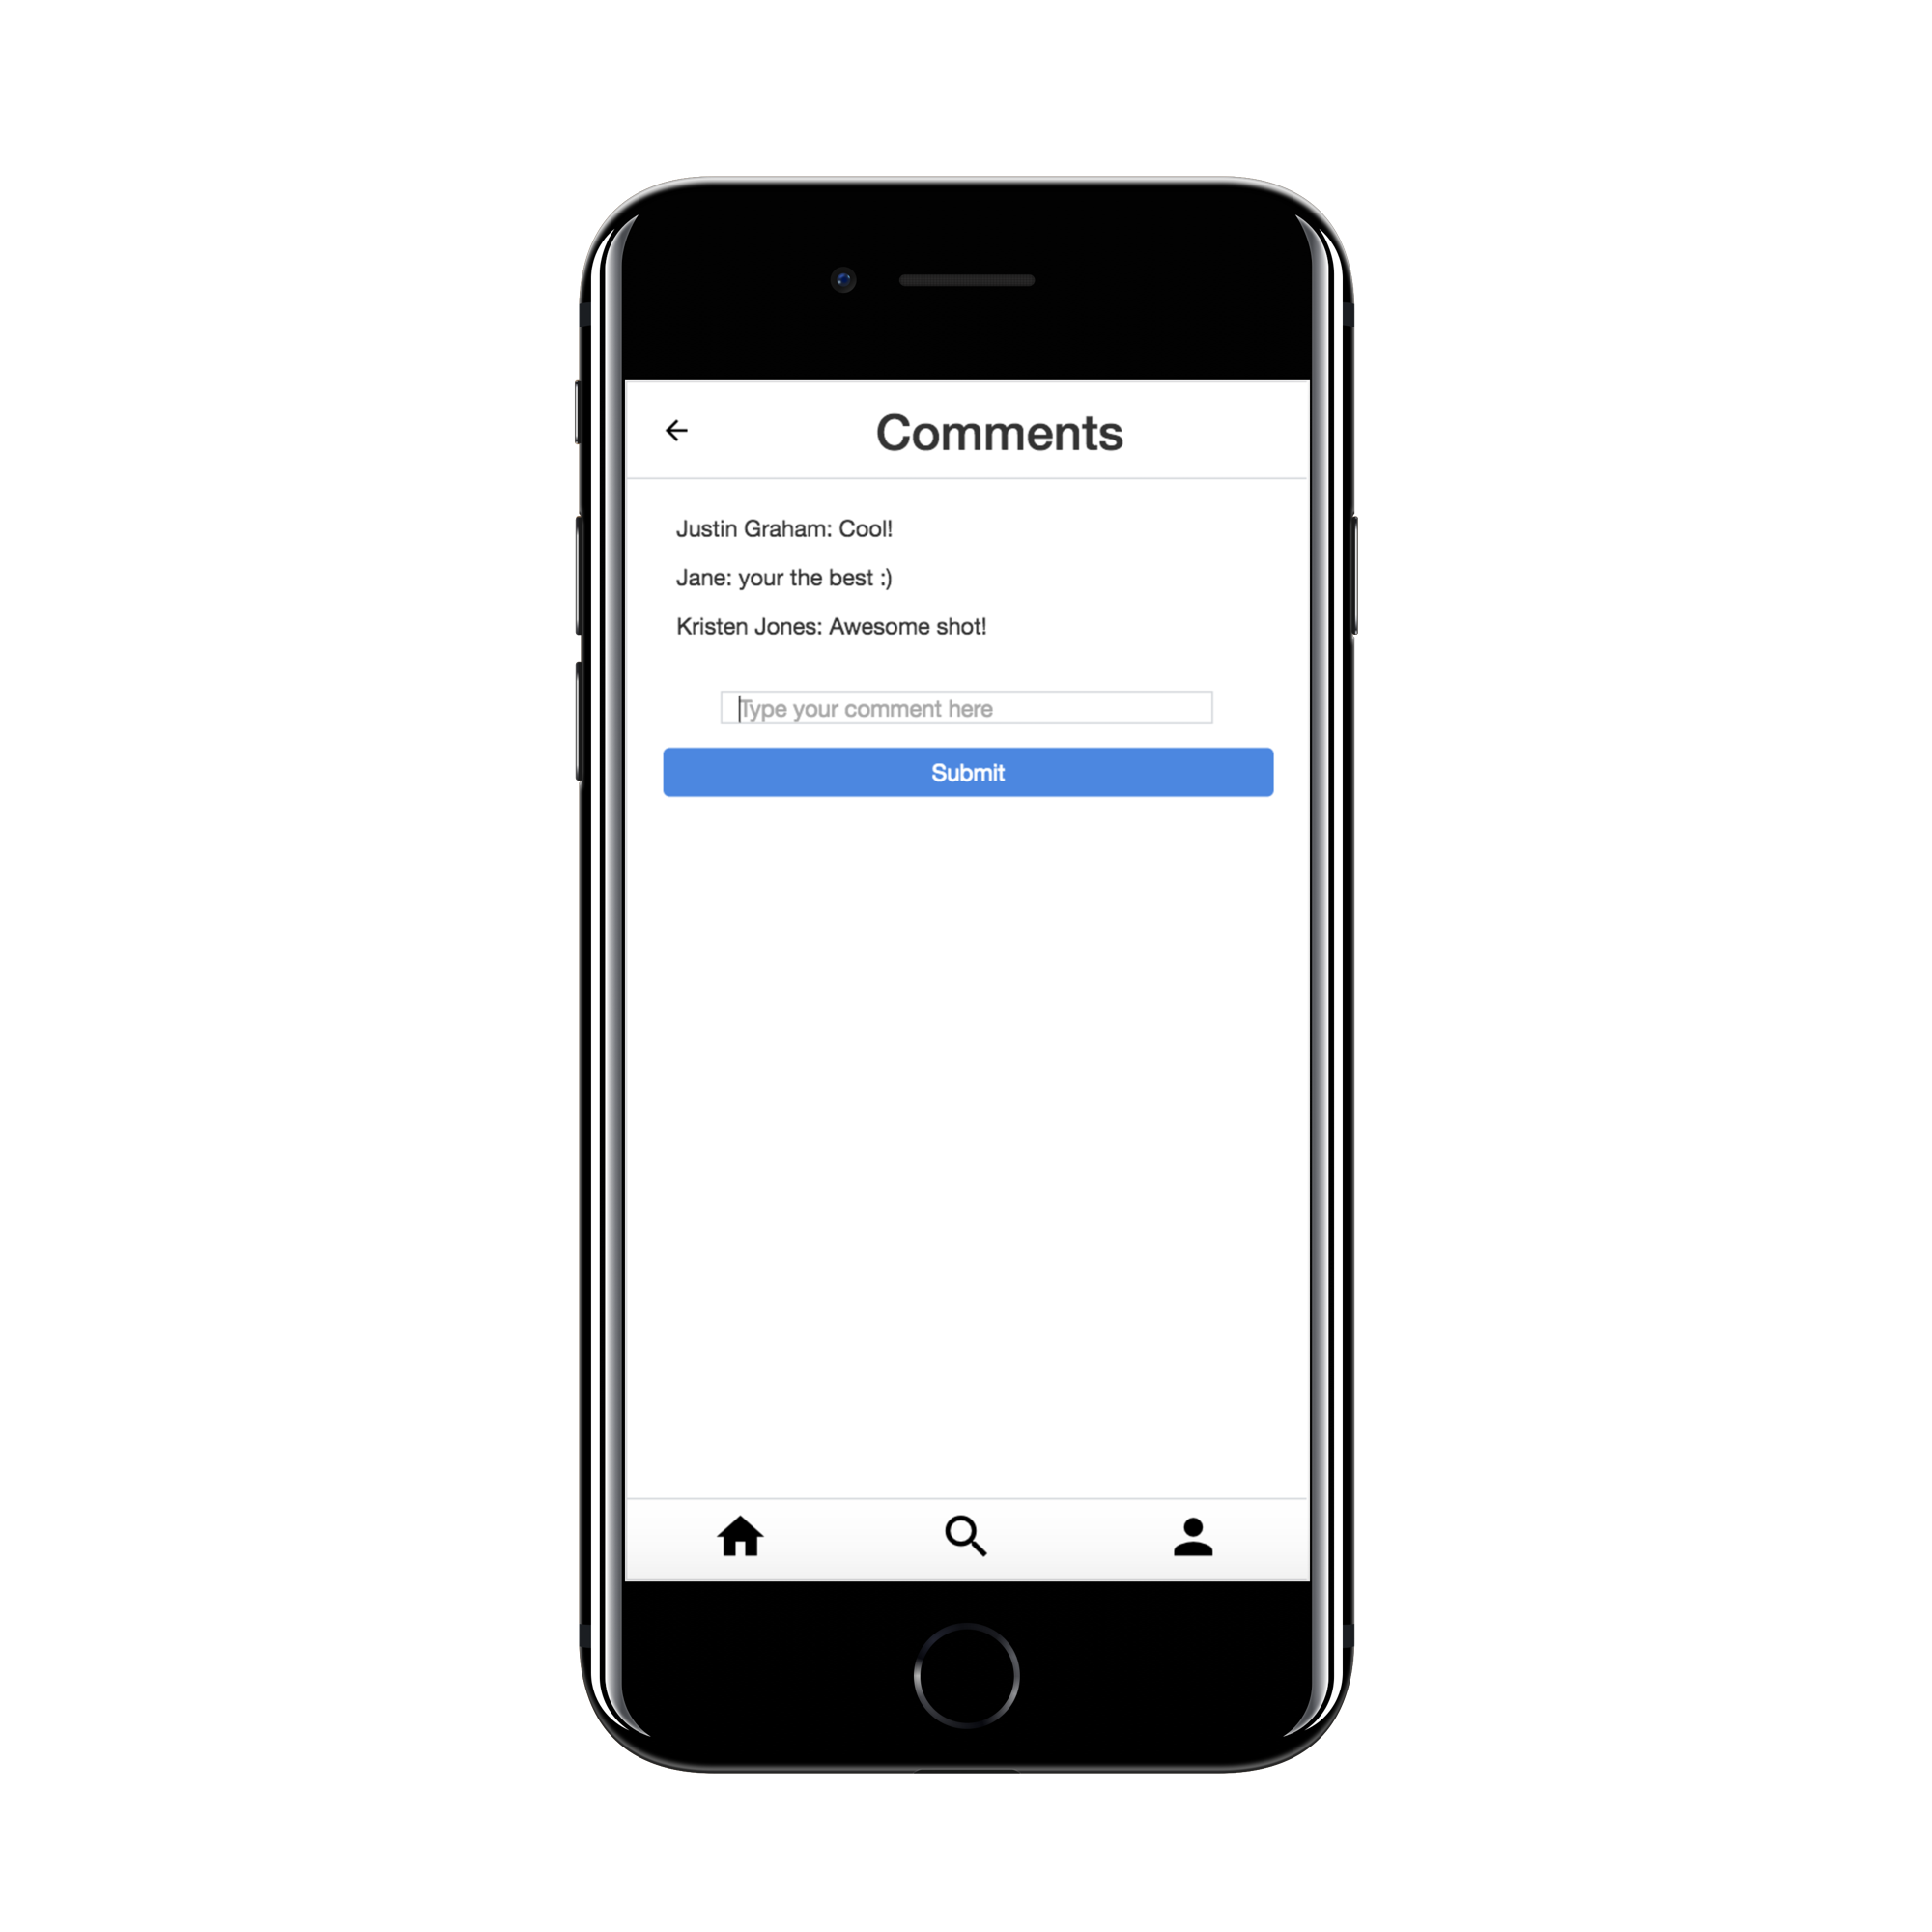 Comments
Justin Graham: Cool!
Jane: your the best :)
Kristen Jones: Awesome shot!
Type your comment here
Submit